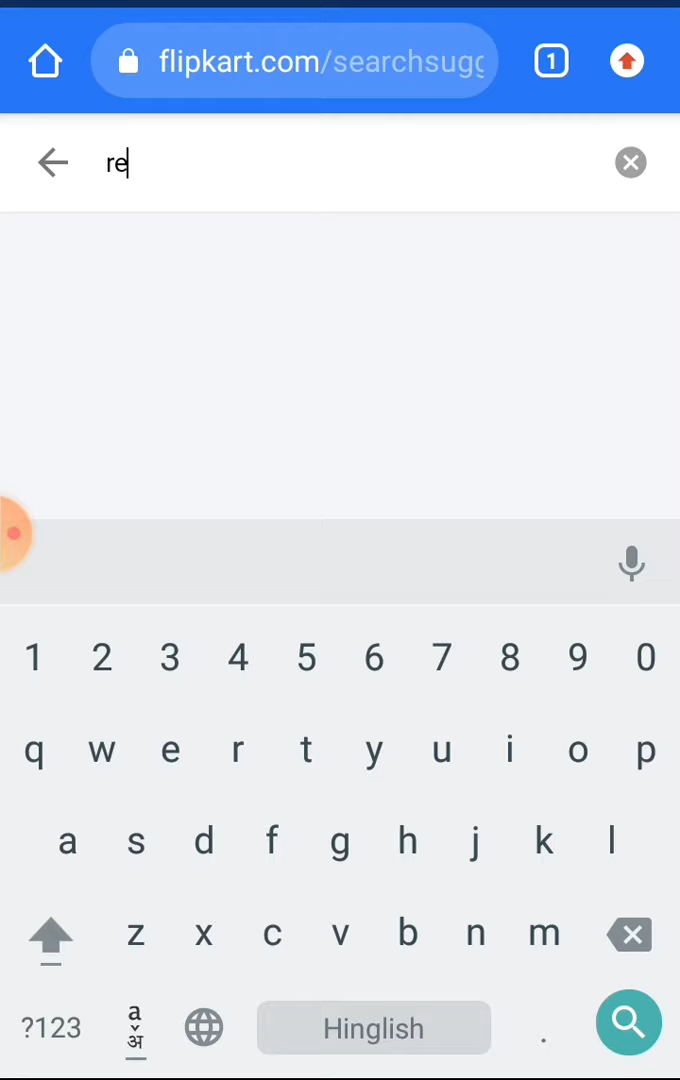 flipkart.com/searchsugg
1
re
1 2 3 4 5 6 7 8 9 0
q w e r t y u i o p
a s d f g h j k l
z x c v b n m
?123 a अ Hinglish .